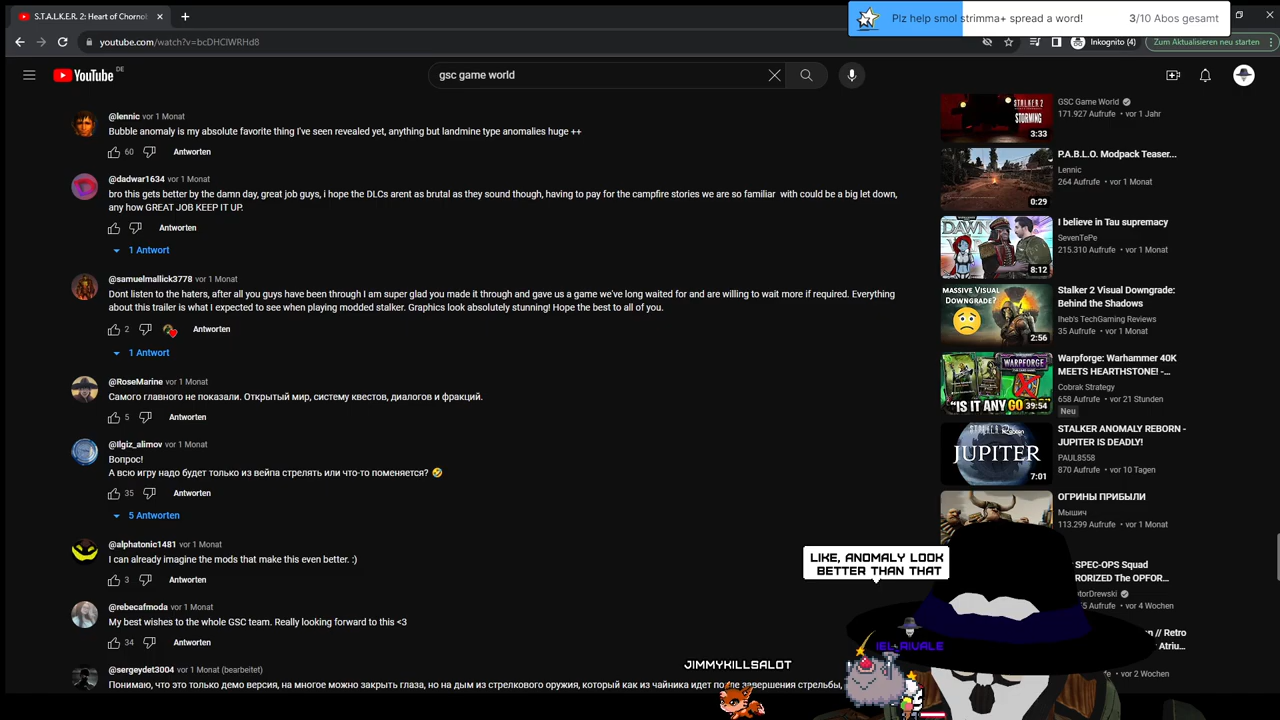 S.T.A.L.K.E.R. 2: Heart of Chornob
Plz help smol strimma+ spread a word!
3/10 Abos gesamt
youtube.com/watch?v=bcDHClWRHd8
Inkognito (4)
Zum Aktualisieren neu starten
YouTube DE
gsc game world
@lennic vor 1 Monat
Bubble anomaly is my absolute favorite thing I've seen revealed yet, anything but landmine type anomalies huge ++
60 Antworten
@dadwar1634 vor 1 Monat
bro this gets better by the damn day, great job guys, i hope the DLCs arent as brutal as they sound though, having to pay for the campfire stories we are so familiar with could be a big let down,
any how GREAT JOB KEEP IT UP.
Antworten
1 Antwort
@samuelmallick3778 vor 1 Monat
Dont listen to the haters, after all you guys have been through I am super glad you made it through and gave us a game we've long waited for and are willing to wait more if required. Everything
about this trailer is what I expected to see when playing modded stalker. Graphics look absolutely stunning! Hope the best to all of you.
2 Antworten
1 Antwort
@RoseMarine vor 1 Monat
Самого главного не показали. Открытый мир, систему квестов, диалогов и фракций.
5 Antworten
@Ilgiz_alimov vor 1 Monat
Вопрос!
А всю игру надо будет только из вейпа стрелять или что-то поменяется? 🤣
35 Antworten
5 Antworten
@alphatonic1481 vor 1 Monat
I can already imagine the mods that make this even better. :)
3 Antworten
@rebecafmoda vor 1 Monat
My best wishes to the whole GSC team. Really looking forward to this <3
34 Antworten
@sergeydet3004 vor 1 Monat (bearbeitet)
Понимаю, что это только демо версия, на многое можно закрыть глаза, но на дым из стрелкового оружия, который как из чайника идет после завершения стрельбы,
STALKER 2
STORMING
3:33
GSC Game World
171.927 Aufrufe • vor 1 Jahr
0:29
P.A.B.L.O. Modpack Teaser...
Lennic
264 Aufrufe • vor 1 Monat
DAWN
8:12
I believe in Tau supremacy
SevenTePe
215.310 Aufrufe • vor 1 Monat
MASSIVE VISUAL
DOWNGRADE?
2:56
Stalker 2 Visual Downgrade:
Behind the Shadows
Iheb's TechGaming Reviews
35 Aufrufe • vor 1 Monat
WARPFORGE
"IS IT ANY GO
39:54
Warpforge: Warhammer 40K
MEETS HEARTHSTONE! -...
Cobrak Strategy
658 Aufrufe • vor 21 Stunden
Neu
JUPITER
7:01
STALKER ANOMALY REBORN -
JUPITER IS DEADLY!
PAUL8558
870 Aufrufe • vor 10 Tagen
ОГРИНЫ ПРИБЫЛИ
Мышич
113.299 Aufrufe • vor 1 Monat
SPEC-OPS Squad
RORIZED The OPFOR...
torDrewski
Aufrufe • vor 4 Wochen
n // Retro
Atriu...
• vor 2 Wochen
LIKE, ANOMALY LOOK
BETTER THAN THAT
IELRIVALE
JIMMYKILLSALOT